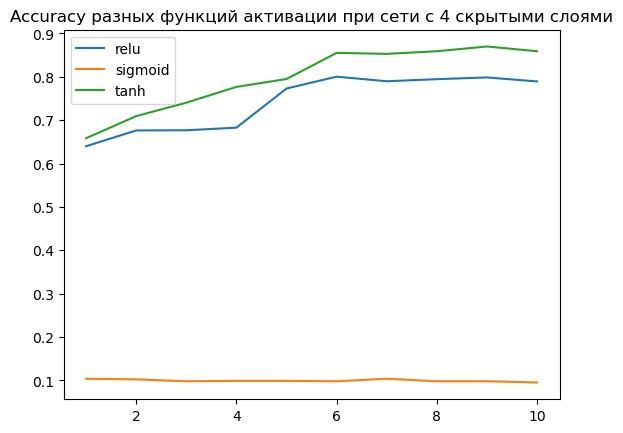 Accuracy разных функций активации при сети с 4 скрытыми слоями
0.9
0.8
0.7
0.6
0.5
0.4
0.3
0.2
0.1
relu
sigmoid
tanh
2 4 6 8 10